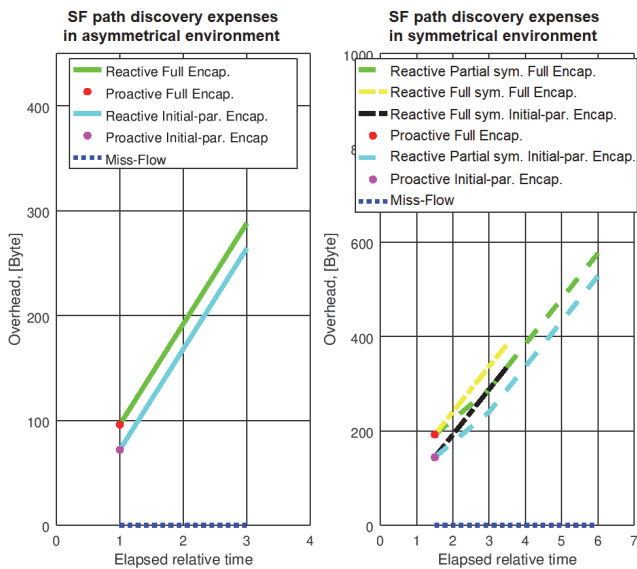 SF path discovery expenses
in asymmetrical environment
Overhead, [Byte]
400
300
200
100
0
Reactive Full Encap.
Proactive Full Encap.
Reactive Initial-par. Encap.
Proactive Initial-par. Encap
Miss-Flow
0 1 2 3 4
Elapsed relative time
SF path discovery expenses
in symmetrical environment
Overhead, [Byte]
1000
600
400
200
0
Reactive Partial sym. Full Encap.
Reactive Full sym. Full Encap.
Reactive Full sym. Initial-par. Encap.
Proactive Full Encap.
Reactive Partial sym. Initial-par. Encap.
Proactive Initial-par. Encap.
Miss-Flow
0 1 2 3 4 5 6 7
Elapsed relative time